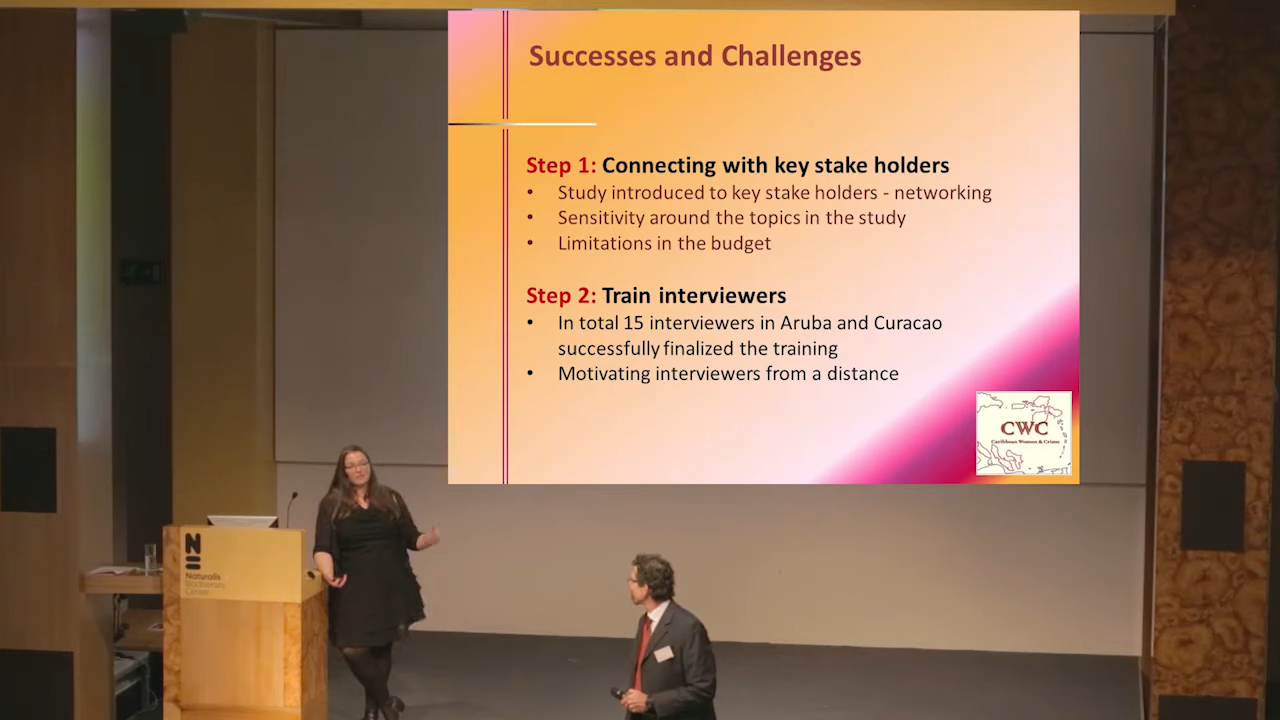 Successes and Challenges
Step 1: Connecting with key stake holders
• Study introduced to key stake holders - networking
• Sensitivity around the topics in the study
• Limitations in the budget
Step 2: Train interviewers
• In total 15 interviewers in Aruba and Curacao
successfully finalized the training
• Motivating interviewers from a distance
CWC
Caribbean Women & Crime
N
Naturalis
Biodiversity
Center